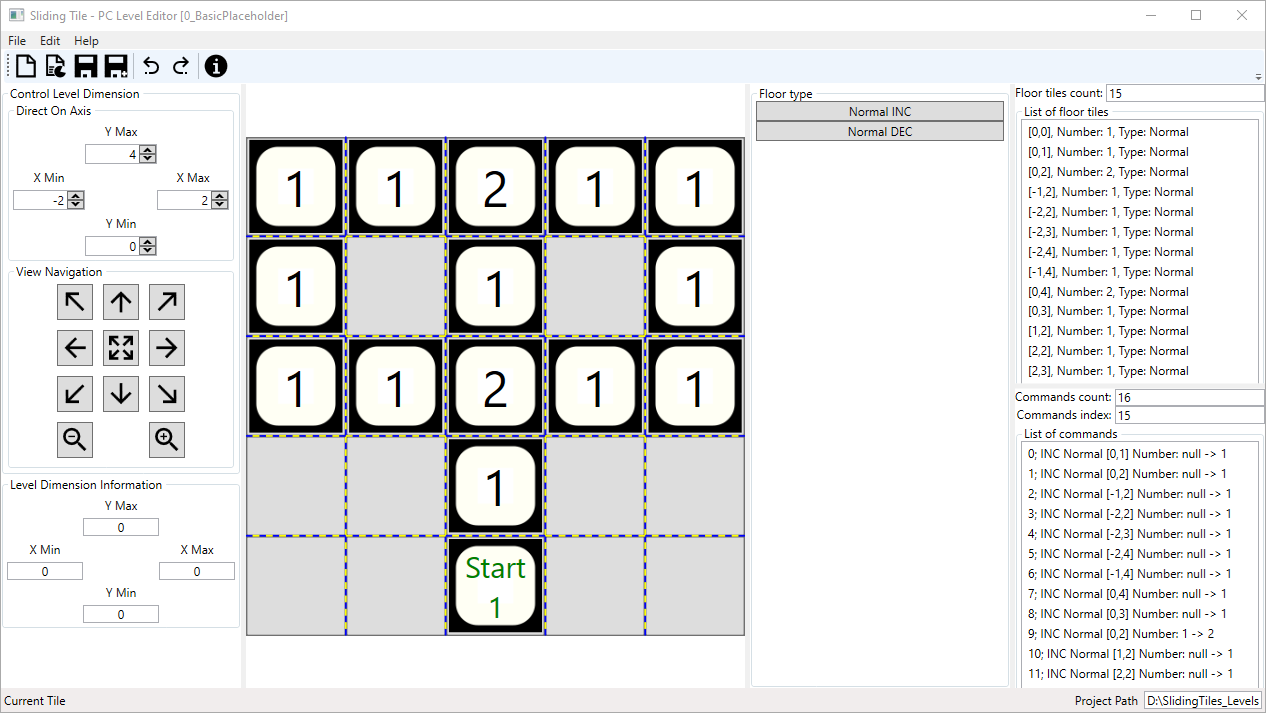 Sliding Tile - PC Level Editor [0_BasicPlaceholder]
File Edit Help
Control Level Dimension
Direct On Axis
Y Max
4
X Min X Max
-2 2
Y Min
0
View Navigation
Level Dimension Information
Y Max
0
X Min X Max
0 0
Y Min
0
1 1 2 1 1
1 1 1
1 1 2 1 1
1
Start
1
Floor type
Normal INC
Normal DEC
Floor tiles count: 15
List of floor tiles
[0,0], Number: 1, Type: Normal
[0,1], Number: 1, Type: Normal
[0,2], Number: 2, Type: Normal
[-1,2], Number: 1, Type: Normal
[-2,2], Number: 1, Type: Normal
[-2,3], Number: 1, Type: Normal
[-2,4], Number: 1, Type: Normal
[-1,4], Number: 1, Type: Normal
[0,4], Number: 2, Type: Normal
[0,3], Number: 1, Type: Normal
[1,2], Number: 1, Type: Normal
[2,2], Number: 1, Type: Normal
[2,3], Number: 1, Type: Normal
Commands count: 16
Commands index: 15
List of commands
0; INC Normal [0,1] Number: null -> 1
1; INC Normal [0,2] Number: null -> 1
2; INC Normal [-1,2] Number: null -> 1
3; INC Normal [-2,2] Number: null -> 1
4; INC Normal [-2,3] Number: null -> 1
5; INC Normal [-2,4] Number: null -> 1
6; INC Normal [-1,4] Number: null -> 1
7; INC Normal [0,4] Number: null -> 1
8; INC Normal [0,3] Number: null -> 1
9; INC Normal [0,2] Number: 1 -> 2
10; INC Normal [1,2] Number: null -> 1
11; INC Normal [2,2] Number: null -> 1
Current Tile
Project Path D:\SlidingTiles_Levels